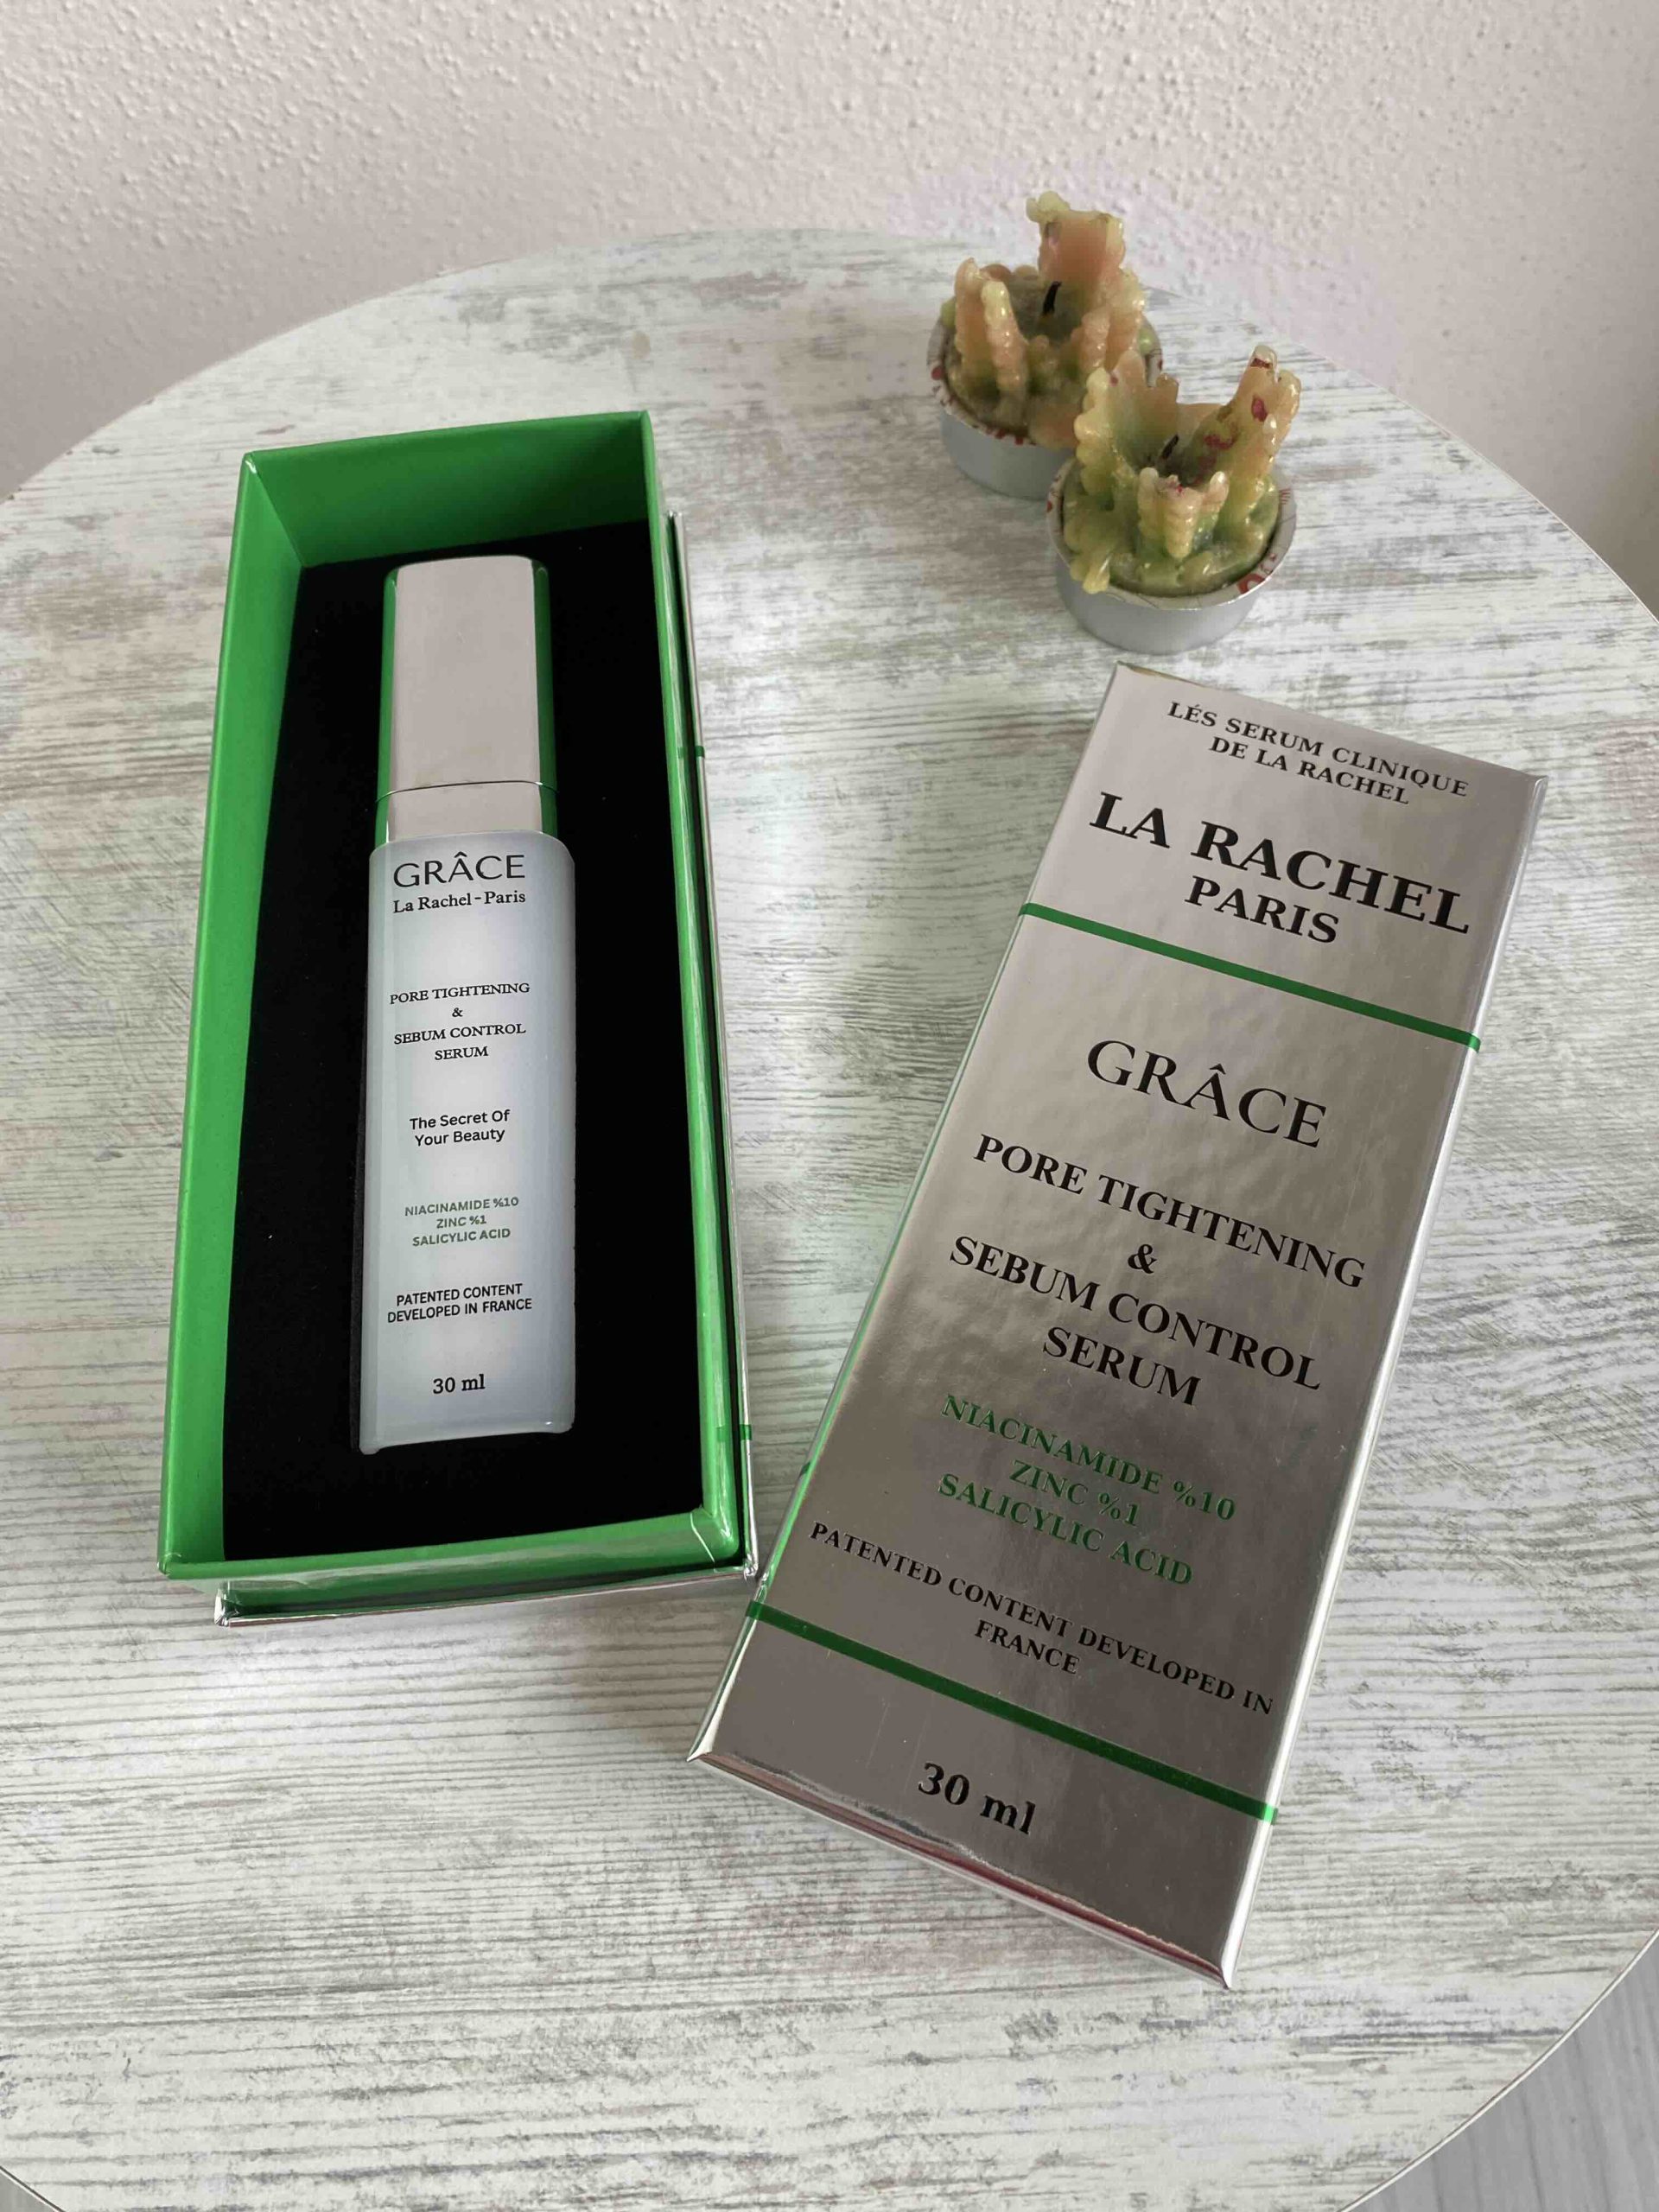 GRÂCE
La Rachel - Paris
PORE TIGHTENING
&
SEBUM CONTROL
SERUM
The Secret Of
Your Beauty
NIACINAMIDE %10
ZINC %1
SALICYLIC ACID
PATENTED CONTENT
DEVELOPED IN FRANCE
30 ml
LÉS SERUM CLINIQUE
DE LA RACHEL
LA RACHEL
PARIS
GRÂCE
PORE TIGHTENING
&
SEBUM CONTROL
SERUM
NIACINAMIDE %10
ZINC %1
SALICYLIC ACID
PATENTED CONTENT DEVELOPED IN
FRANCE
30 ml